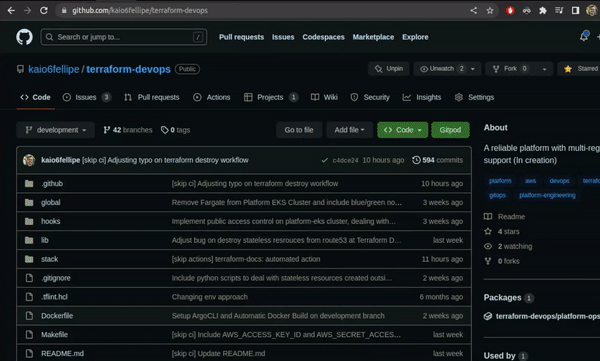 github.com/kaio6fellipe/terraform-devops
Search or jump to... /
Pull requests Issues Codespaces Marketplace Explore
kaio6fellipe / terraform-devops Public
Unpin Unwatch 2 Fork 0 Starred
Code Issues 3 Pull requests Actions Projects 1 Wiki Security Insights Settings
development 42 branches 0 tags Go to file Add file Code Gitpod
About
kaio6fellipe [skip ci] Adjusting typo on terraform destroy workflow c4dce24 10 hours ago 594 commits
A reliable platform with multi-reg
support (In creation)
.github [skip ci] Adjusting typo on terraform destroy workflow 10 hours ago
platform aws devops terrafo
global Remove Fargate from Platform EKS Cluster and include blue/green no... 3 weeks ago
gitops platform-engineering
hooks Implement public access control on platform-eks cluster, dealing with... 3 weeks ago
Readme
lib Adjust bug on destroy stateless resrouces from route53 at Terraform D... last week
4 stars
stack [skip actions] terraform-docs: automated action 11 hours ago
2 watching
.gitignore Include python scripts to deal with stateless resources created outsi... 2 weeks ago
0 forks
.tflint.hcl Changing env approach 6 months ago
Packages 1
Dockerfile Setup ArgoCLI and Automatic Docker Build on development branch 2 weeks ago
terraform-devops/platform-ops
Makefile [skip ci] Include AWS_ACCESS_KEY_ID and AWS_SECRET_ACCES... last week
README.md [skip ci] Update README.md last week
Used by 1